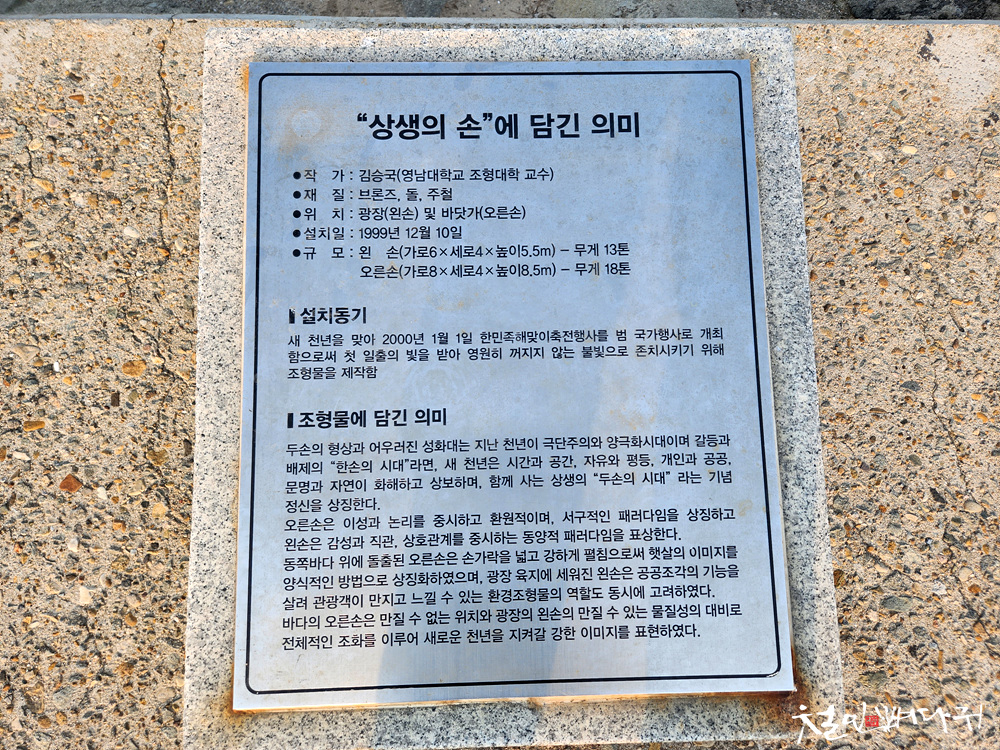 “상생의 손”에 담긴 의미
●작 가 : 김승국(영남대학교 조형대학 교수)
●재 질 : 브론즈, 돌, 주철
●위 치 : 광장(왼손) 및 바닷가(오른손)
●설치일 : 1999년 12월 10일
●규 모 : 왼 손(가로6×세로4×높이5.5m) – 무게 13톤
오른손(가로8×세로4×높이8.5m) – 무게 18톤
설치동기
새 천년을 맞아 2000년 1월 1일 한민족해맞이축전행사를 범 국가행사로 개최
함으로써 첫 일출의 빛을 받아 영원히 꺼지지 않는 불빛으로 존치시키기 위해
조형물을 제작함
조형물에 담긴 의미
두손의 형상과 어우러진 성화대는 지난 천년이 극단주의와 양극화시대이며 갈등과
배제의 “한손의 시대”라면, 새 천년은 시간과 공간, 자유와 평등, 개인과 공공,
문명과 자연이 화해하고 상보하며, 함께 사는 상생의 “두손의 시대” 라는 기념
정신을 상징한다.
오른손은 이성과 논리를 중시하고 환원적이며, 서구적인 패러다임을 상징하고
왼손은 감성과 직관, 상호관계를 중시하는 동양적 패러다임을 표상한다.
동쪽바다 위에 돌출된 오른손은 손가락을 넓고 강하게 펼침으로써 햇살의 이미지를
양식적인 방법으로 상징화하였으며, 광장 육지에 세워진 왼손은 공공조각의 기능을
살려 관광객이 만지고 느낄 수 있는 환경조형물의 역할도 동시에 고려하였다.
바다의 오른손은 만질 수 없는 위치와 광장의 왼손의 만질 수 있는 물질성의 대비로
전체적인 조화를 이루어 새로운 천년을 지켜갈 강한 이미지를 표현하였다.